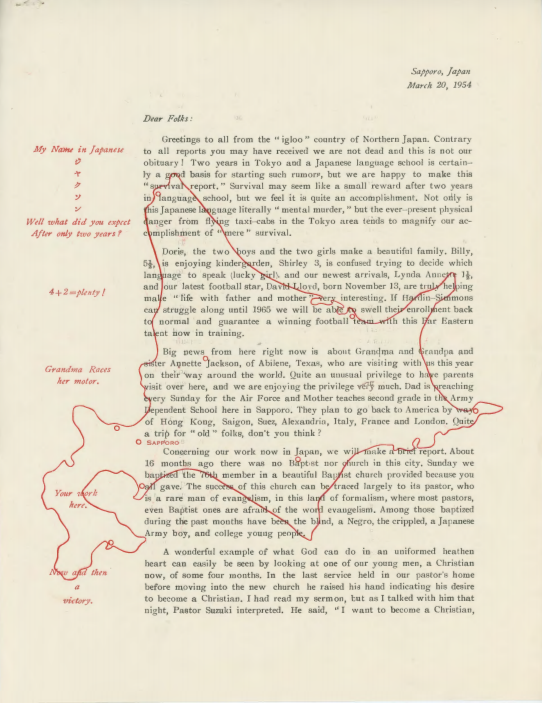 Sapporo, Japan
March 20, 1954
Dear Folks:
My Name in Japanese
Well what did you expect
After only two years?
4+2=plenty!
Grandma Races
her motor.
SAPPORO
Your work
here.
Now and then
a
victory.
Greetings to all from the "igloo" country of Northern Japan. Contrary
to all reports you may have received we are not dead and this is not our
obituary! Two years in Tokyo and a Japanese language school is certain-
ly a good basis for starting such rumors, but we are happy to make this
"survival report." Survival may seem like a small reward after two years
in language school, but we feel it is quite an accomplishment. Not only is
this Japanese language literally "mental murder," but the ever-present physical
danger from flying taxi-cabs in the Tokyo area tends to magnify our ac-
complishment of "mere" survival.
Doris, the two boys and the two girls make a beautiful family. Billy,
5½, is enjoying kindergarden, Shirley 3, is confused trying to decide which
language to speak (lucky girl) and our newest arrivals, Lynda Annette 1½,
and our latest football star, David Lloyd, born November 13, are truly helping
make "life with father and mother" very interesting. If Hardin-Simmons
can struggle along until 1965 we will be able to swell their enrollment back
to normal and guarantee a winning football team with this Far Eastern
talent now in training.
Big news from here right now is about Grandma and Grandpa and
sister Annette Jackson, of Abilene, Texas, who are visiting with us this year
on their way around the world. Quite an unusual privilege to have parents
visit over here, and we are enjoying the privilege very much. Dad is preaching
every Sunday for the Air Force and Mother teaches second grade in the Army
Dependent School here in Sapporo. They plan to go back to America by way
of Hong Kong, Saigon, Suez, Alexandria, Italy, France and London. Quite
a trip for "old" folks, don't you think?
Concerning our work now in Japan, we will make a brief report. About
16 months ago there was no Baptist nor church in this city. Sunday we
baptized the 76th member in a beautiful Baptist church provided because you
all gave. The success of this church can be traced largely to its pastor, who
is a rare man of evangelism, in this land of formalism, where most pastors,
even Baptist ones are afraid of the word evangelism. Among those baptized
during the past months have been the blind, a Negro, the crippled, a Japanese
Army boy, and college young people.
A wonderful example of what God can do in an uniformed heathen
heart can easily be seen by looking at one of our young men, a Christian
now, of some four months. In the last service held in our pastor's home
before moving into the new church he raised his hand indicating his desire
to become a Christian. I had read my sermon, but as I talked with him that
night, Pastor Suzuki interpreted. He said, "I want to become a Christian,